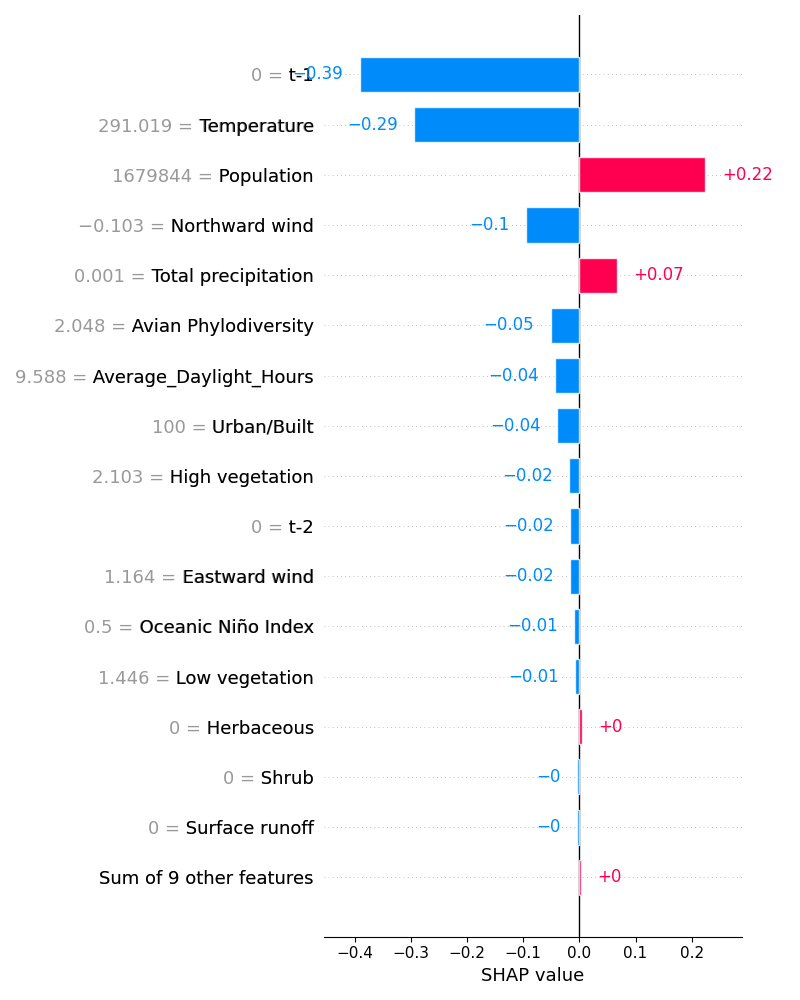 0 = t-1 −0.39
291.019 = Temperature −0.29
1679844 = Population +0.22
−0.103 = Northward wind −0.1
0.001 = Total precipitation +0.07
2.048 = Avian Phylodiversity −0.05
9.588 = Average_Daylight_Hours −0.04
100 = Urban/Built −0.04
2.103 = High vegetation −0.02
0 = t-2 −0.02
1.164 = Eastward wind −0.02
0.5 = Oceanic Niño Index −0.01
1.446 = Low vegetation −0.01
0 = Herbaceous +0
0 = Shrub −0
0 = Surface runoff −0
Sum of 9 other features +0
−0.4 −0.3 −0.2 −0.1 0.0 0.1 0.2
SHAP value